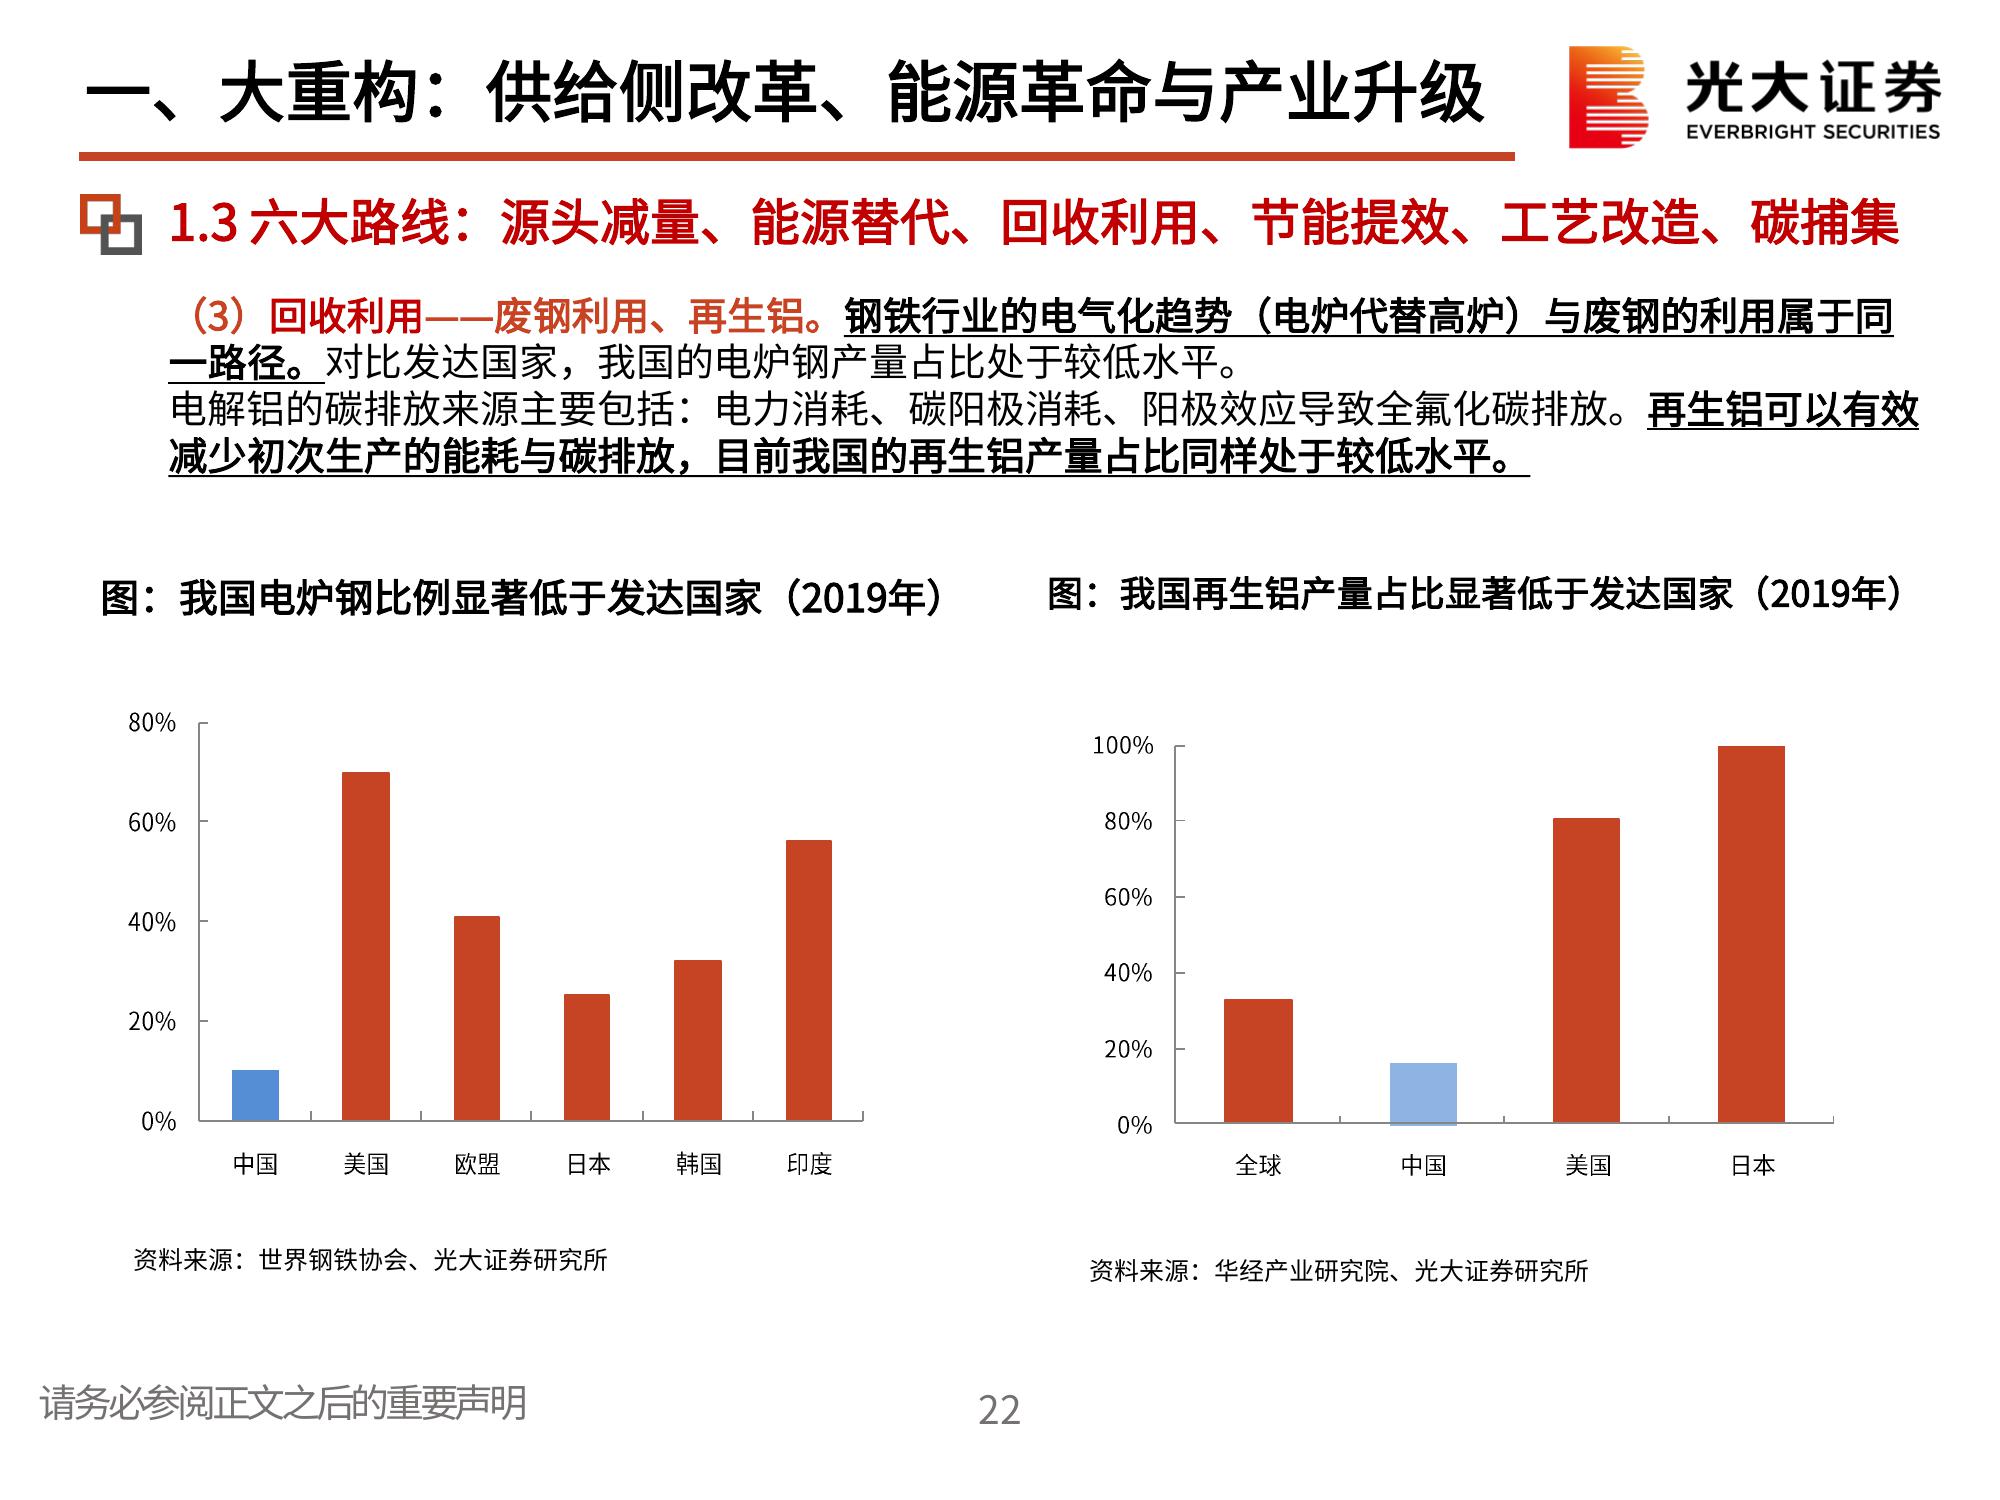 一、大重构：供给侧改革、能源革命与产业升级
光大证券
EVERBRIGHT SECURITIES
1.3 六大路线：源头减量、能源替代、回收利用、节能提效、工艺改造、碳捕集
（3）回收利用——废钢利用、再生铝。钢铁行业的电气化趋势（电炉代替高炉）与废钢的利用属于同
一路径。对比发达国家，我国的电炉钢产量占比处于较低水平。
电解铝的碳排放来源主要包括：电力消耗、碳阳极消耗、阳极效应导致全氟化碳排放。再生铝可以有效
减少初次生产的能耗与碳排放，目前我国的再生铝产量占比同样处于较低水平。
图：我国电炉钢比例显著低于发达国家（2019年）
80%
60%
40%
20%
0%
中国 美国 欧盟 日本 韩国 印度
资料来源：世界钢铁协会、光大证券研究所
图：我国再生铝产量占比显著低于发达国家（2019年）
100%
80%
60%
40%
20%
0%
全球 中国 美国 日本
资料来源：华经产业研究院、光大证券研究所
请务必参阅正文之后的重要声明
22